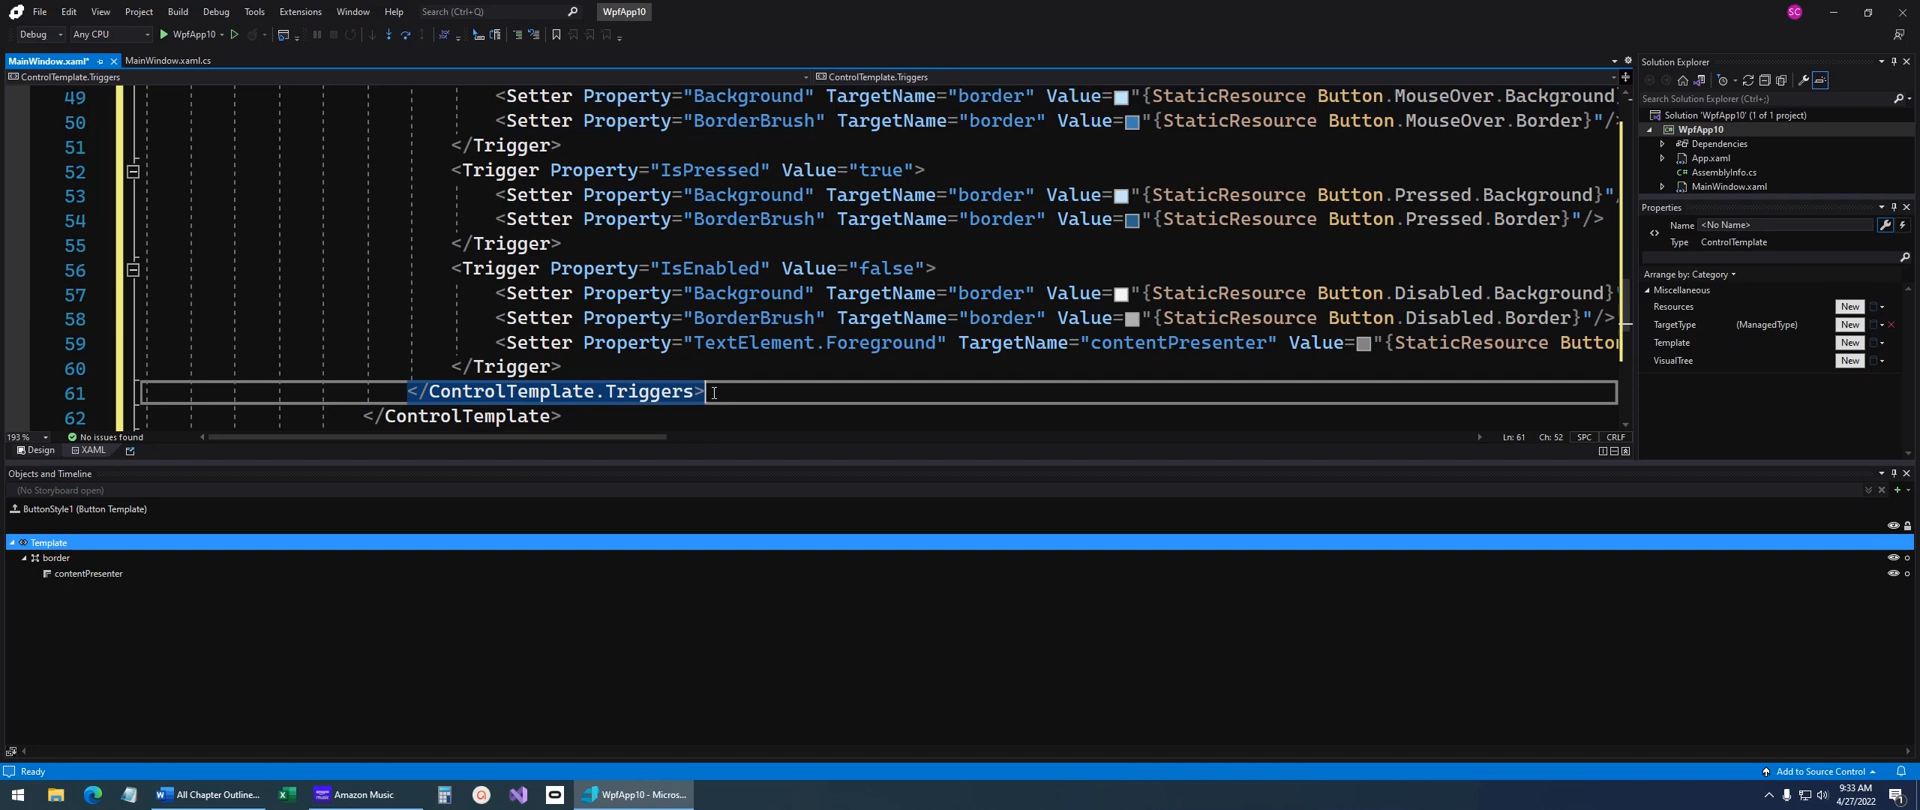 File Edit View Git Project Build Debug Tools Extensions Window Help Search (Ctrl+Q) WpfApp10 SC
Debug Any CPU WpfApp10
MainWindow.xaml* MainWindow.xaml.cs
ControlTemplate.Triggers ControlTemplate.Triggers
49 <Setter Property="Background" TargetName="border" Value="{StaticResource Button.MouseOver.Background
50 <Setter Property="BorderBrush" TargetName="border" Value="{StaticResource Button.MouseOver.Border}"/>
51 </Trigger>
52 <Trigger Property="IsPressed" Value="true">
53 <Setter Property="Background" TargetName="border" Value="{StaticResource Button.Pressed.Background}"/
54 <Setter Property="BorderBrush" TargetName="border" Value="{StaticResource Button.Pressed.Border}"/>
55 </Trigger>
56 <Trigger Property="IsEnabled" Value="false">
57 <Setter Property="Background" TargetName="border" Value="{StaticResource Button.Disabled.Background}"
58 <Setter Property="BorderBrush" TargetName="border" Value="{StaticResource Button.Disabled.Border}"/>
59 <Setter Property="TextElement.Foreground" TargetName="contentPresenter" Value="{StaticResource Button
60 </Trigger>
61 </ControlTemplate.Triggers>
62 </ControlTemplate>
193 % No issues found Ln: 61 Ch: 52 SPC CRLF
Design XAML
Objects and Timeline
(No Storyboard open)
ButtonStyle1 (Button Template)
Template
border
contentPresenter
Solution Explorer
Search Solution Explorer (Ctrl+;)
Solution 'WpfApp10' (1 of 1 project)
WpfApp10
Dependencies
App.xaml
AssemblyInfo.cs
MainWindow.xaml
Properties
Name <No Name>
Type ControlTemplate
Arrange by: Category
Miscellaneous
Resources New
TargetType (ManagedType) New
Template New
VisualTree New
Ready Add to Source Control
All Chapter Outline... Amazon Music WpfApp10 - Micros...
9:33 AM
4/27/2022